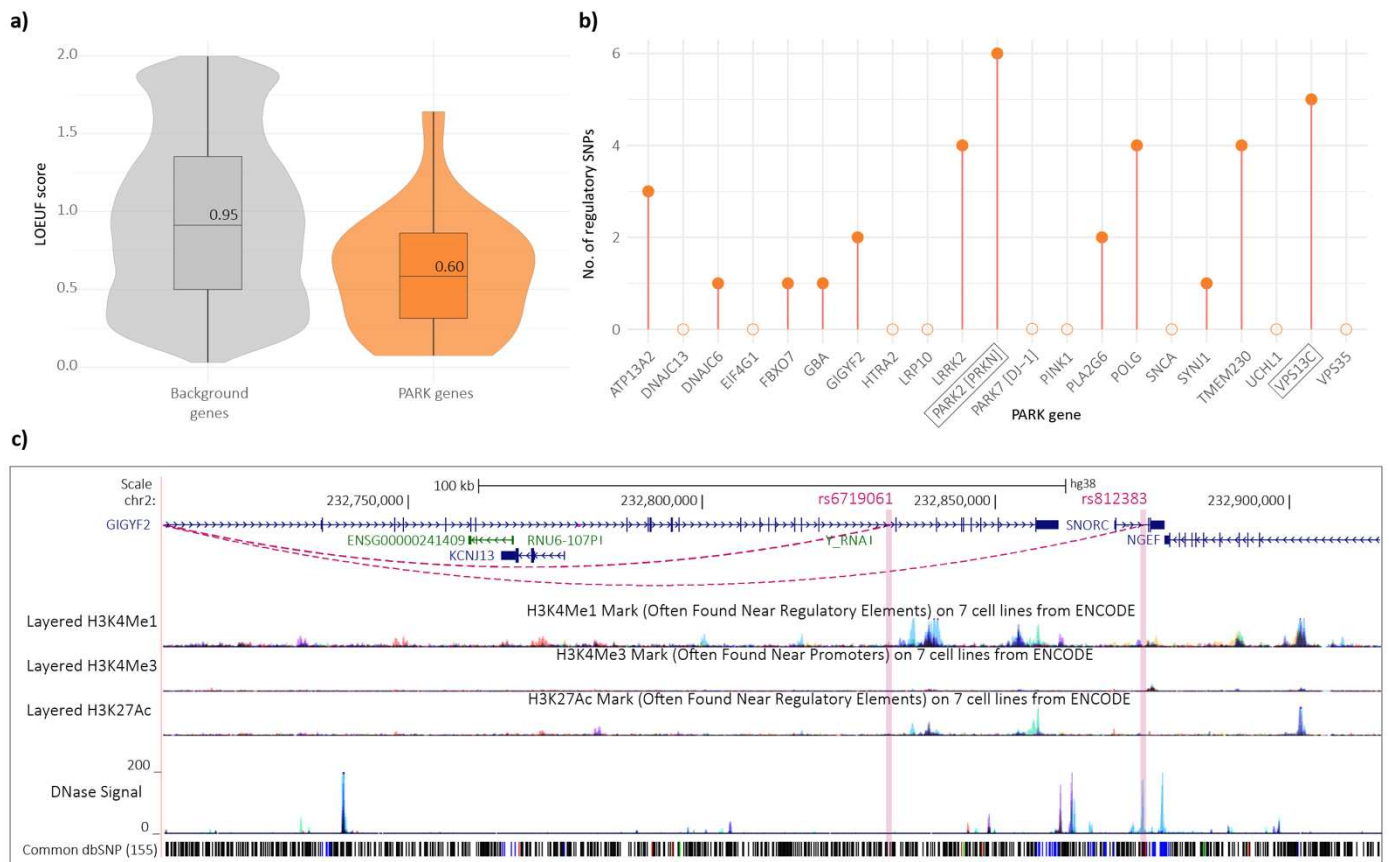 a)
LOEUF score
2.0
1.5
1.0
0.5
0.0
0.95
0.60
Background
genes
PARK genes
b)
No. of regulatory SNPs
6
4
2
0
ATP13A2
DNAJC13
DNAJC6
EIF4G1
FBXO7
GBA
GIGYF2
HTRA2
LRP10
LRRK2
PARK2 [PRKN]
PARK7 [DJ-1]
PINK1
PLA2G6
POLG
SNCA
SYNJ1
TMEM230
UCHL1
VPS13C
VPS35
PARK gene
c)
Scale
100 kb
hg38
chr2:
232,750,000
232,800,000
rs6719061
232,850,000
rs812383
232,900,000
GIGYF2
SNORC
ENSG00000241409
RNU6-107P
Y_RNA
NGEF
KCNJ13
H3K4Me1 Mark (Often Found Near Regulatory Elements) on 7 cell lines from ENCODE
Layered H3K4Me1
H3K4Me3 Mark (Often Found Near Promoters) on 7 cell lines from ENCODE
Layered H3K4Me3
H3K27Ac Mark (Often Found Near Regulatory Elements) on 7 cell lines from ENCODE
Layered H3K27Ac
200
DNase Signal
0
Common dbSNP (155)